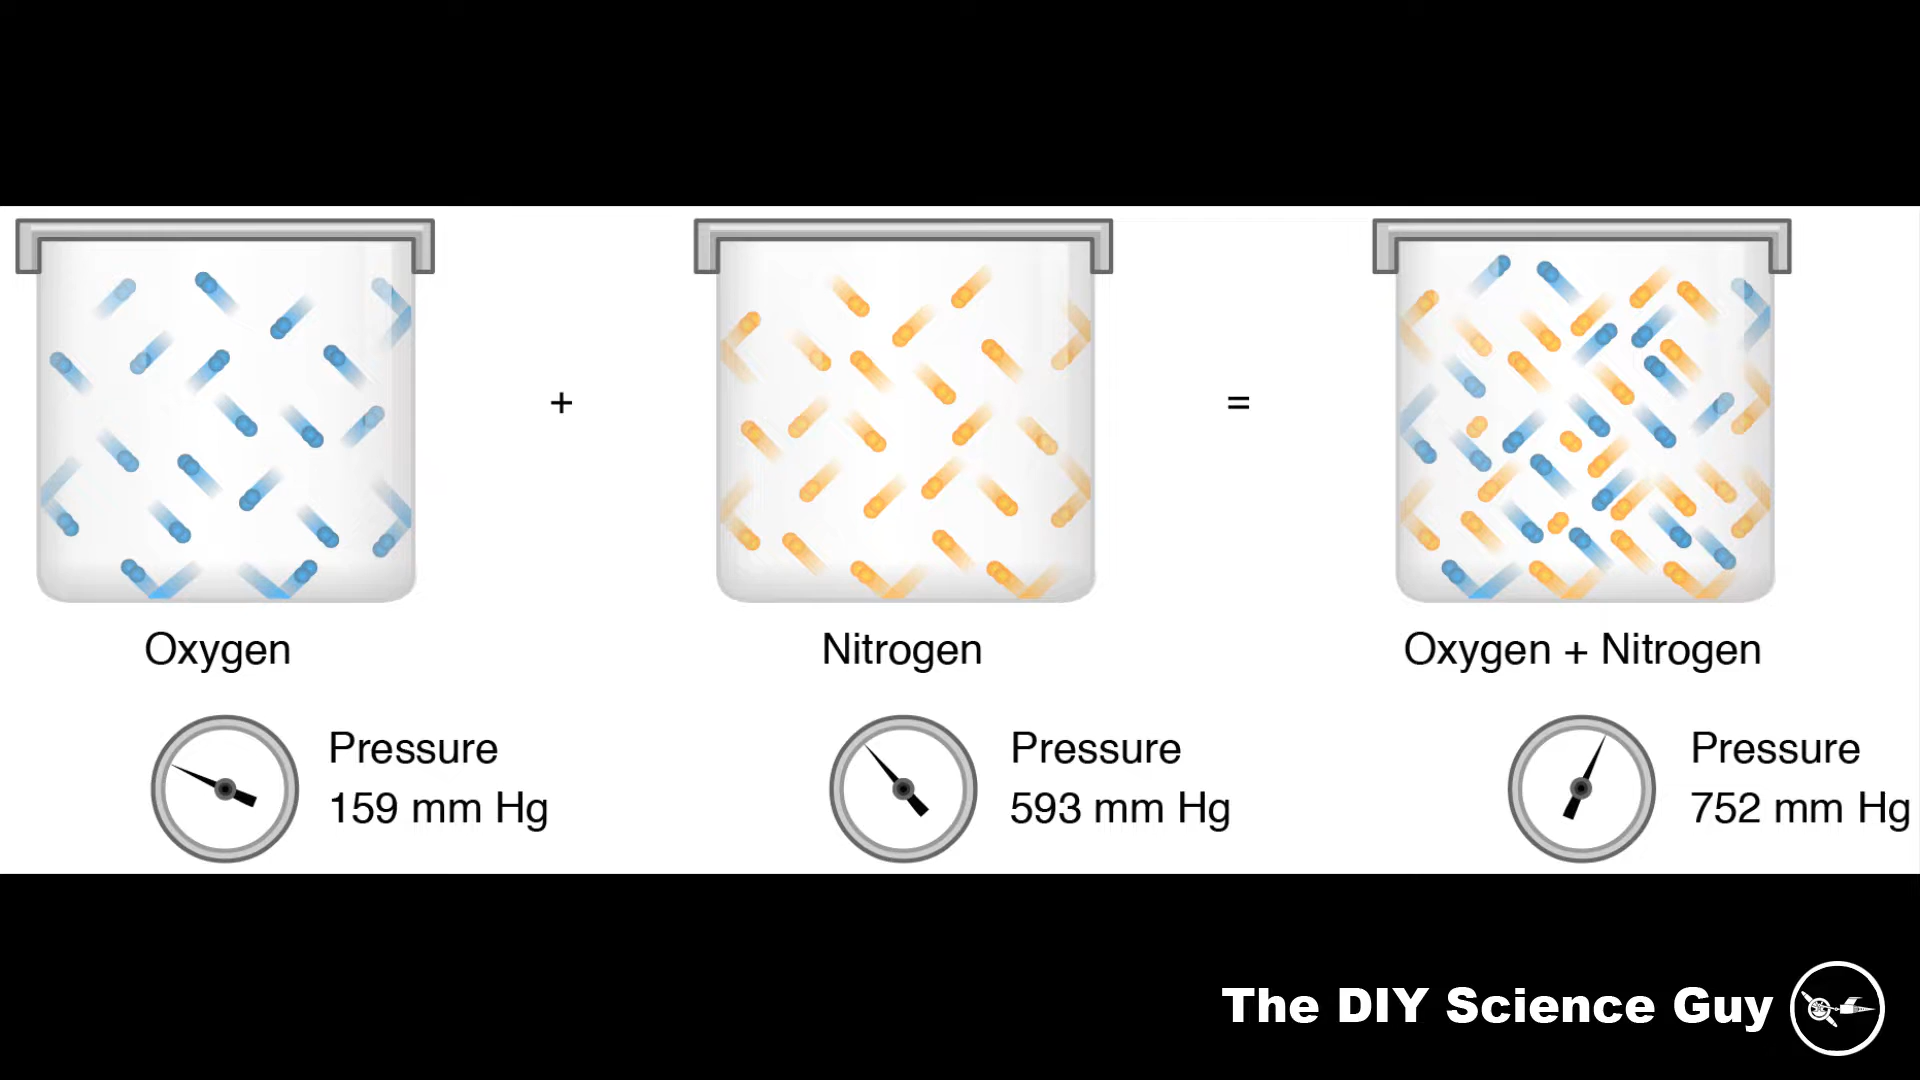 +
=
Oxygen
Nitrogen
Oxygen + Nitrogen
Pressure
159 mm Hg
Pressure
593 mm Hg
Pressure
752 mm Hg
The DIY Science Guy